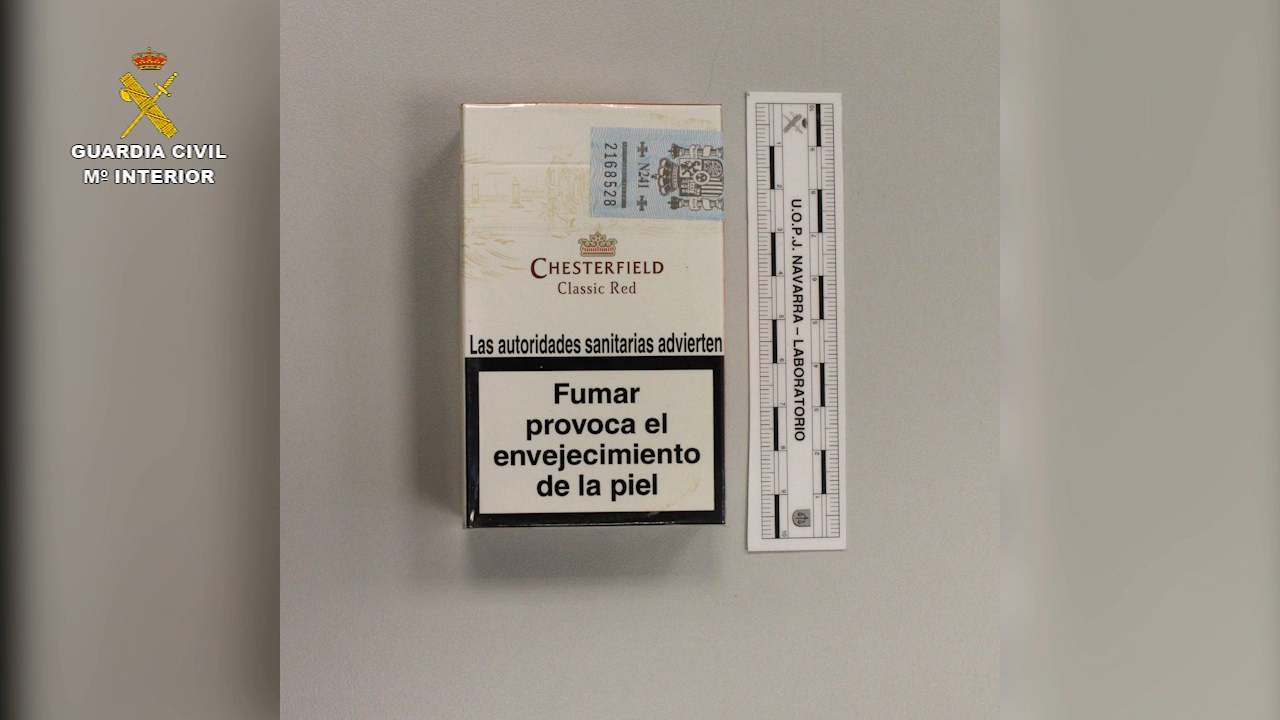 GUARDIA CIVIL
Mº INTERIOR
2168528
N241
CHESTERFIELD
Classic Red
Las autoridades sanitarias advierten
Fumar
provoca el
envejecimiento
de la piel
U.O.P.J. NAVARRA – LABORATORIO